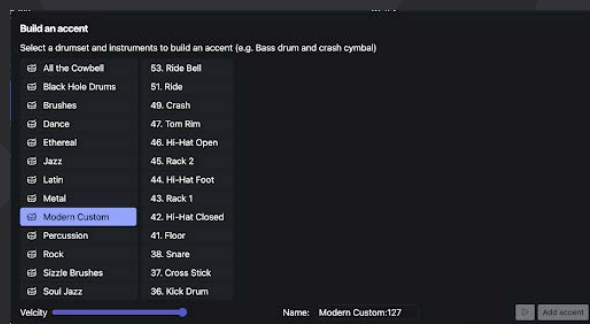 Build an accent
Select a drumset and instruments to build an accent (e.g. Bass drum and crash cymbal)
All the Cowbell
Black Hole Drums
Brushes
Dance
Ethereal
Jazz
Latin
Metal
Modern Custom
Percussion
Rock
Sizzle Brushes
Soul Jazz
53. Ride Bell
51. Ride
49. Crash
47. Tom Rim
46. Hi-Hat Open
45. Rack 2
44. Hi-Hat Foot
43. Rack 1
42. Hi-Hat Closed
41. Floor
38. Snare
37. Cross Stick
36. Kick Drum
Velcity
Name: Modern Custom:127
Add accent